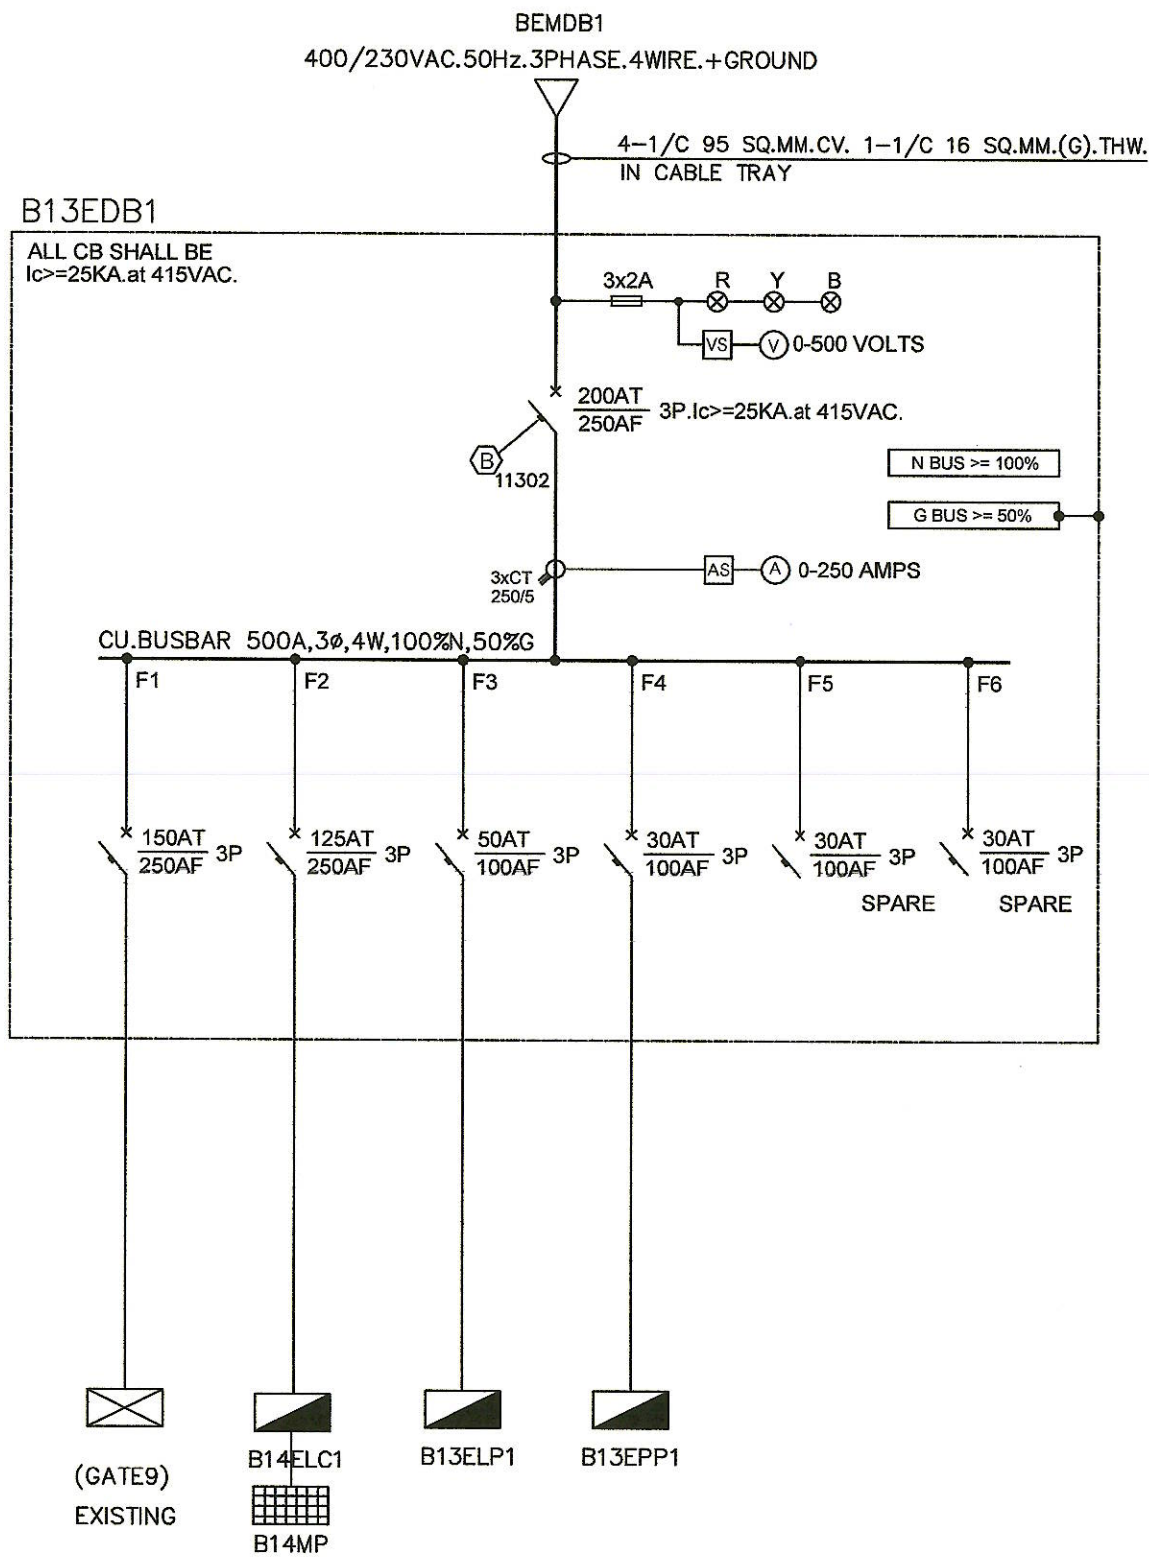 BEMDB1
400/230VAC.50Hz.3PHASE.4WIRE.+GROUND
4-1/C 95 SQ.MM.CV. 1-1/C 16 SQ.MM.(G).THW.
IN CABLE TRAY
B13EDB1
ALL CB SHALL BE
Ic>=25KA.at 415VAC.
3x2A
R
Y
B
VS
V
0-500 VOLTS
200AT
250AF
3P.Ic>=25KA.at 415VAC.
B
11302
N BUS >= 100%
G BUS >= 50%
3xCT
250/5
AS
A
0-250 AMPS
CU.BUSBAR 500A,3ø,4W,100%N,50%G
F1
F2
F3
F4
F5
F6
150AT
250AF
3P
125AT
250AF
3P
50AT
100AF
3P
30AT
100AF
3P
30AT
100AF
3P
SPARE
30AT
100AF
3P
SPARE
(GATE9)
EXISTING
B14ELC1
B14MP
B13ELP1
B13EPP1